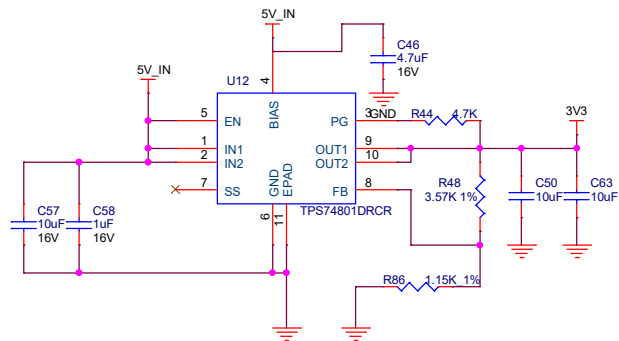 5V_IN
C46
4.7uF
16V
5V_IN
U12
4
BIAS
5
EN
PG
3
GND
R44
4.7K
3V3
1
IN1
OUT1
9
2
IN2
OUT2
10
7
SS
GND
EPAD
FB
8
R48
3.57K 1%
C50
10uF
C63
10uF
TPS74801DRCR
6
11
C57
10uF
16V
C58
1uF
16V
R86
1.15K_1%